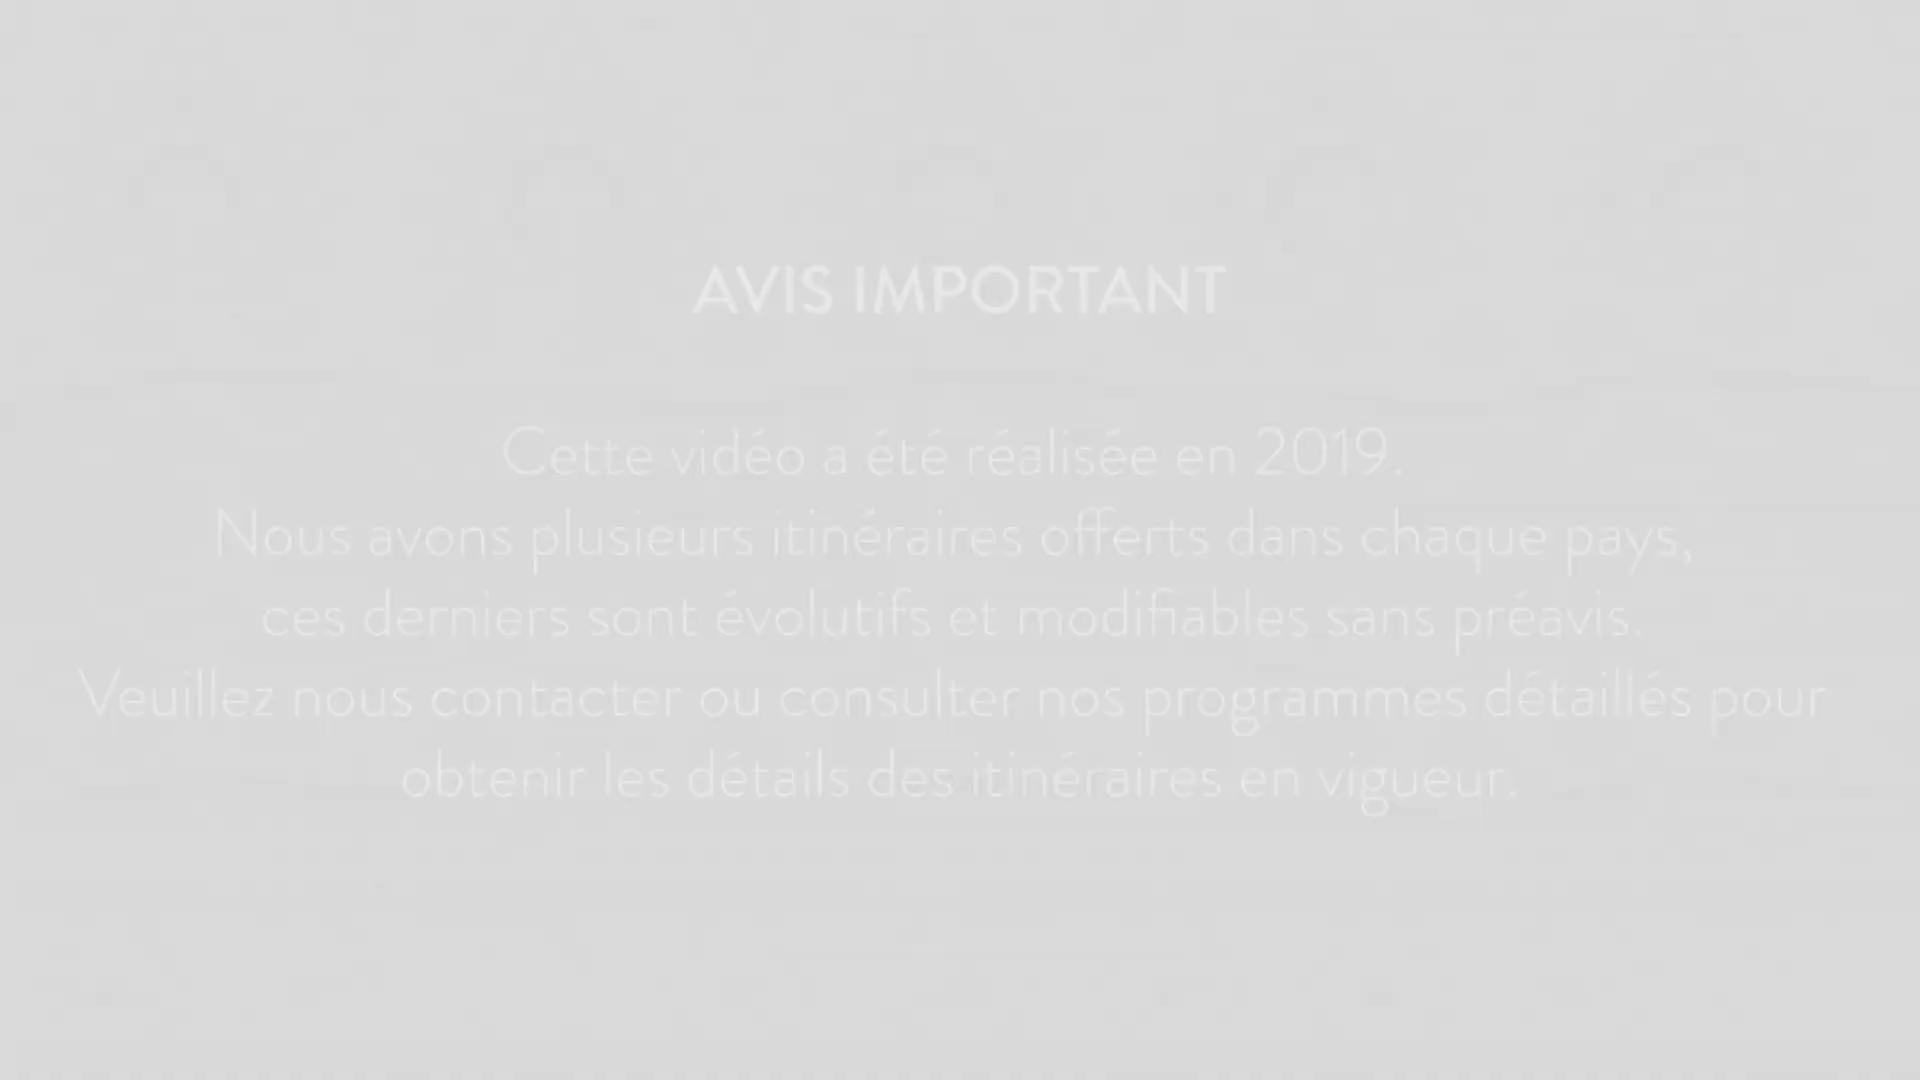 AVIS IMPORTANT
Cette vidéo a été réalisée en 2019.
Nous avons plusieurs itinéraires offerts dans chaque pays,
ces derniers sont évolutifs et modifiables sans préavis.
Veuillez nous contacter ou consulter nos programmes détaillés pour
obtenir les détails des itinéraires en vigueur.